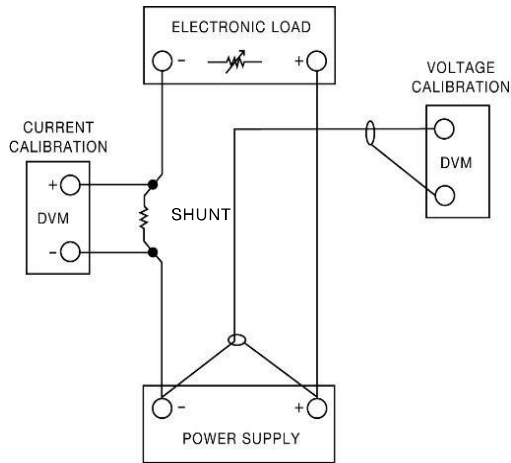 ELECTRONIC LOAD
- +
VOLTAGE
CALIBRATION
DVM
CURRENT
CALIBRATION
+
DVM
-
SHUNT
- +
POWER SUPPLY